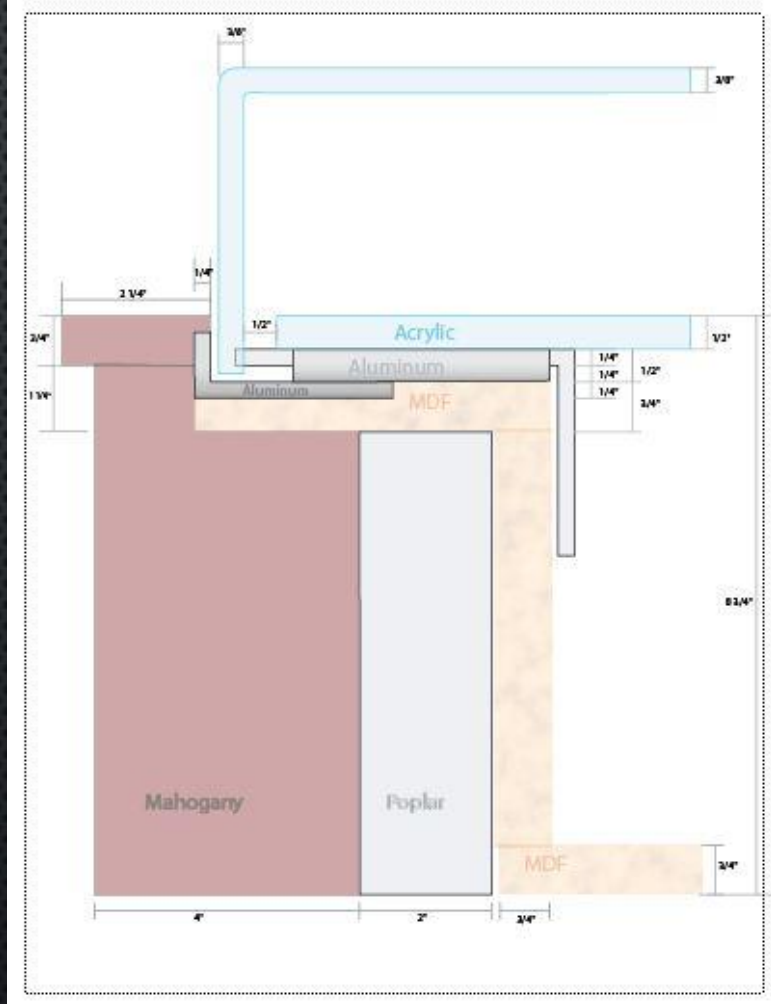 3/8"
3/8"
1/4"
2 1/4"
1/2"
3/4"
Acrylic
1/2"
Aluminum
1/4"
1/4"
1/2"
1 1/4"
Aluminum
1/4"
MDF
3/4"
8 3/4"
Mahogany
Poplar
MDF
3/4"
4"
2"
3/4"